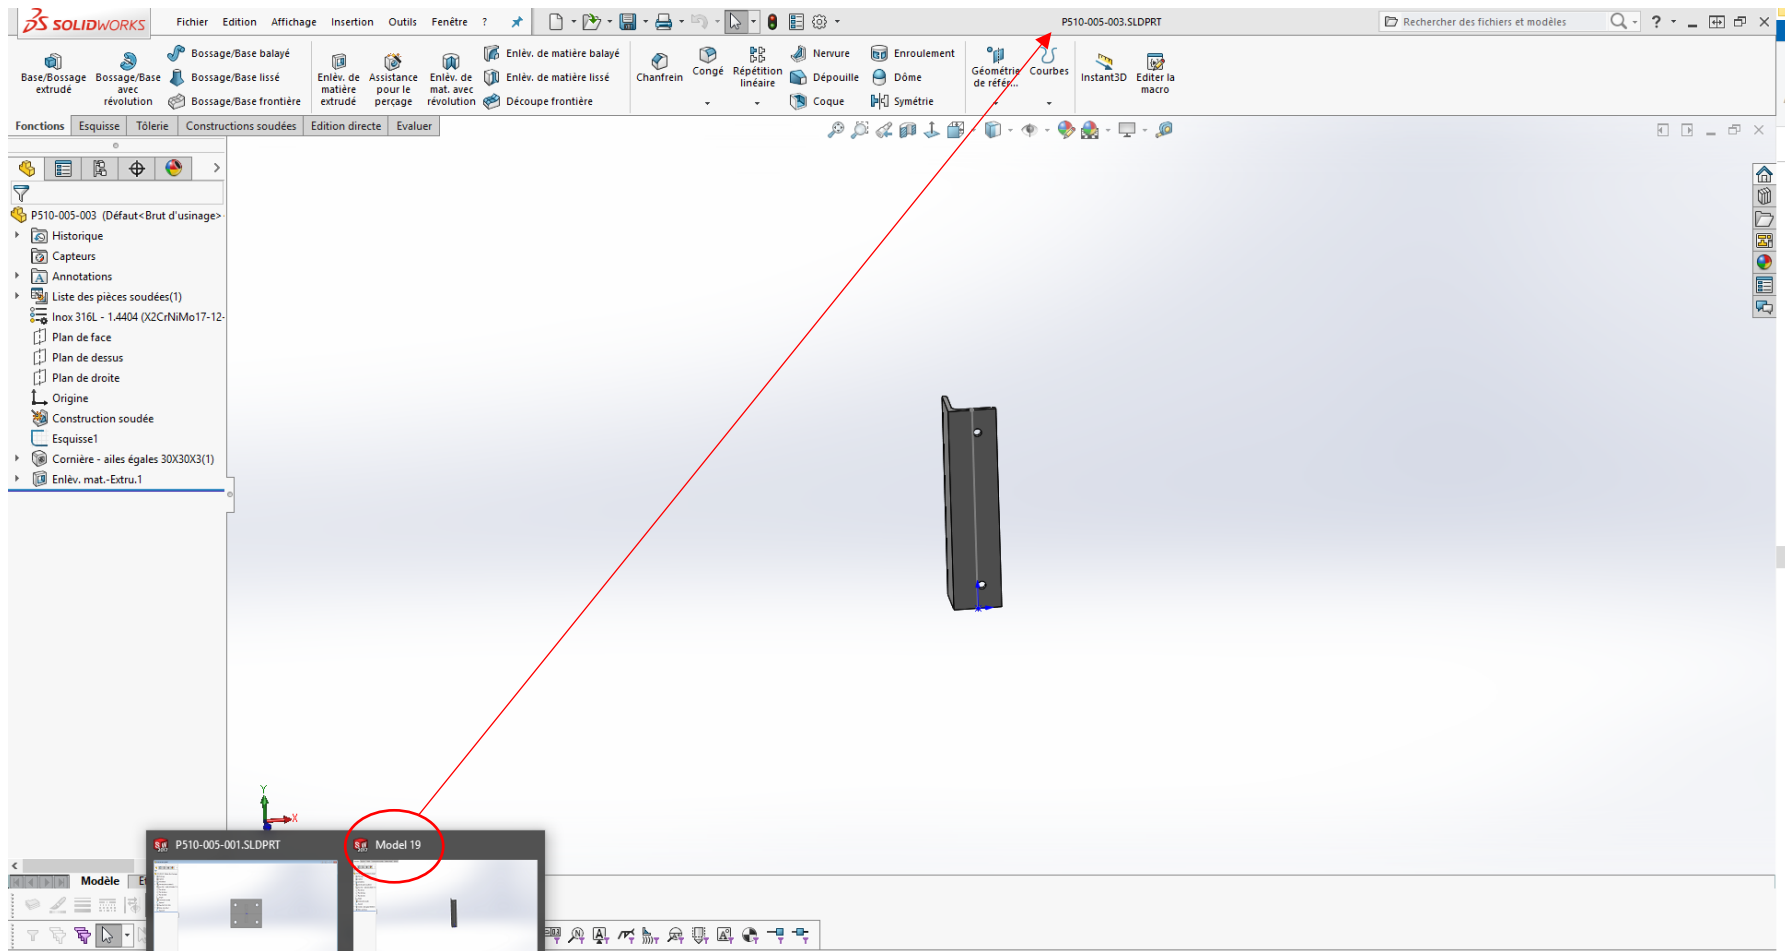 SOLIDWORKS
Fichier Edition Affichage Insertion Outils Fenêtre ?
P510-005-003.SLDPRT
Rechercher des fichiers et modèles
?
Base/Bossage extrudé
Bossage/Base avec révolution
Bossage/Base balayé
Bossage/Base lissé
Bossage/Base frontière
Enlèv. de matière extrudé
Assistance pour le perçage
Enlèv. de mat. avec révolution
Enlèv. de matière balayé
Enlèv. de matière lissé
Découpe frontière
Chanfrein
Congé
Répétition linéaire
Nervure
Dépouille
Coque
Enroulement
Dôme
Symétrie
Géométrie de référ...
Courbes
Instant3D
Editer la macro
Fonctions Esquisse Tôlerie Constructions soudées Edition directe Evaluer
P510-005-003 (Défaut<Brut d'usinage>
Historique
Capteurs
Annotations
Liste des pièces soudées(1)
Inox 316L - 1.4404 (X2CrNiMo17-12-
Plan de face
Plan de dessus
Plan de droite
Origine
Construction soudée
Esquisse1
Cornière - ailes égales 30X30X3(1)
Enlèv. mat.-Extru.1
Y
X
P510-005-001.SLDPRT
Model 19
Modèle